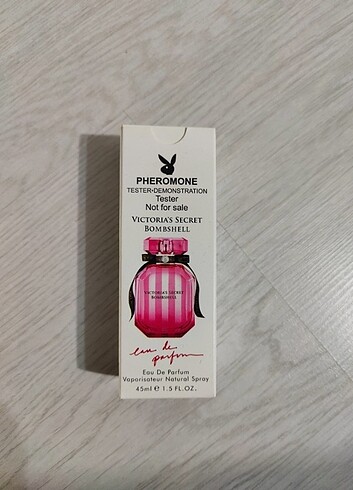 PHEROMONE
TESTER•DEMONSTRATION
Tester
Not for sale
VICTORIA'S SECRET
BOMBSHELL
VICTORIA'S SECRET
BOMBSHELL
eau de
parfum
Eau De Parfum
Vaporisateur Natural Spray
45ml e 1.5 FL.OZ.